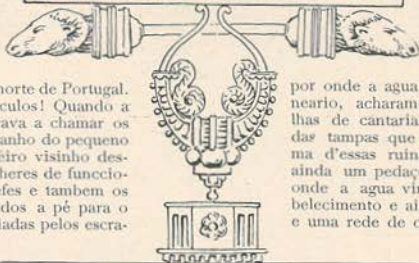 norte de Portugal.
culos! Quando a
ava a chamar os
anho do pequeno
eiro visinho des-
heres de funccio-
efes e tambem os
dos a pé para o
iadas pelos escra-
por onde a agua
neario, acharam
lhas de cantaria
das tampas que
ma d'essas ruin
ainda um pedaç
onde a agua vin
belecimento e ai
e uma rede de c